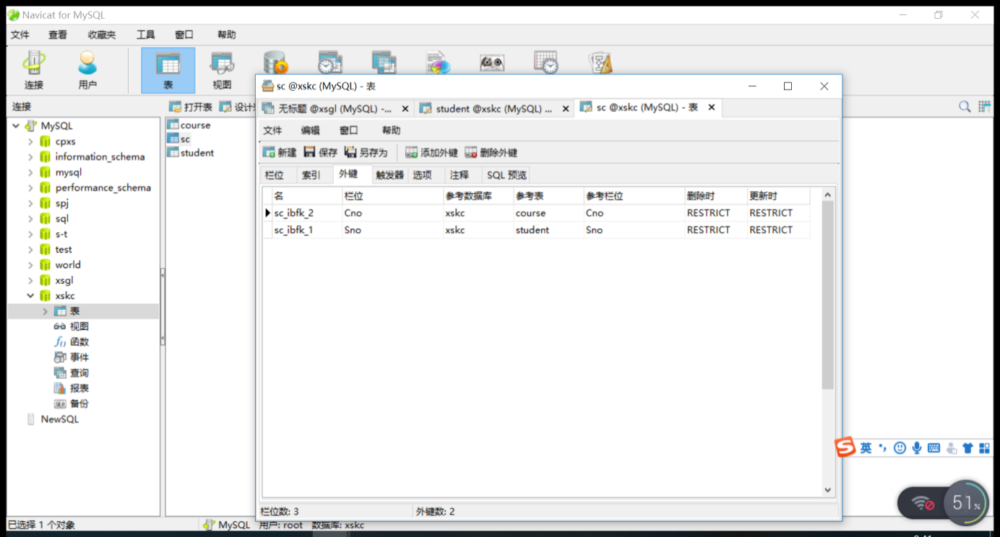 Navicat for MySQL
文件 查看 收藏夹 工具 窗口 帮助
连接 用户 表 视图
连接
打开表 设计
MySQL
cpxs
information_schema
mysql
performance_schema
spj
sql
s-t
test
world
xsgl
xskc
表
视图
函数
事件
查询
报表
备份
NewSQL
course
sc
student
sc @xskc (MySQL) - 表
无标题 @xsgl (MySQL) -... student @xskc (MySQL) ... sc @xskc (MySQL) - 表
文件 编辑 窗口 帮助
新建 保存 另存为 添加外键 删除外键
栏位 索引 外键 触发器 选项 注释 SQL 预览
名 栏位 参考数据库 参考表 参考栏位 删除时 更新时
sc_ibfk_2 Cno xskc course Cno RESTRICT RESTRICT
sc_ibfk_1 Sno xskc student Sno RESTRICT RESTRICT
栏位数: 3 外键数: 2
英
51%
已选择 1 个对象 MySQL 用户: root 数据库: xskc